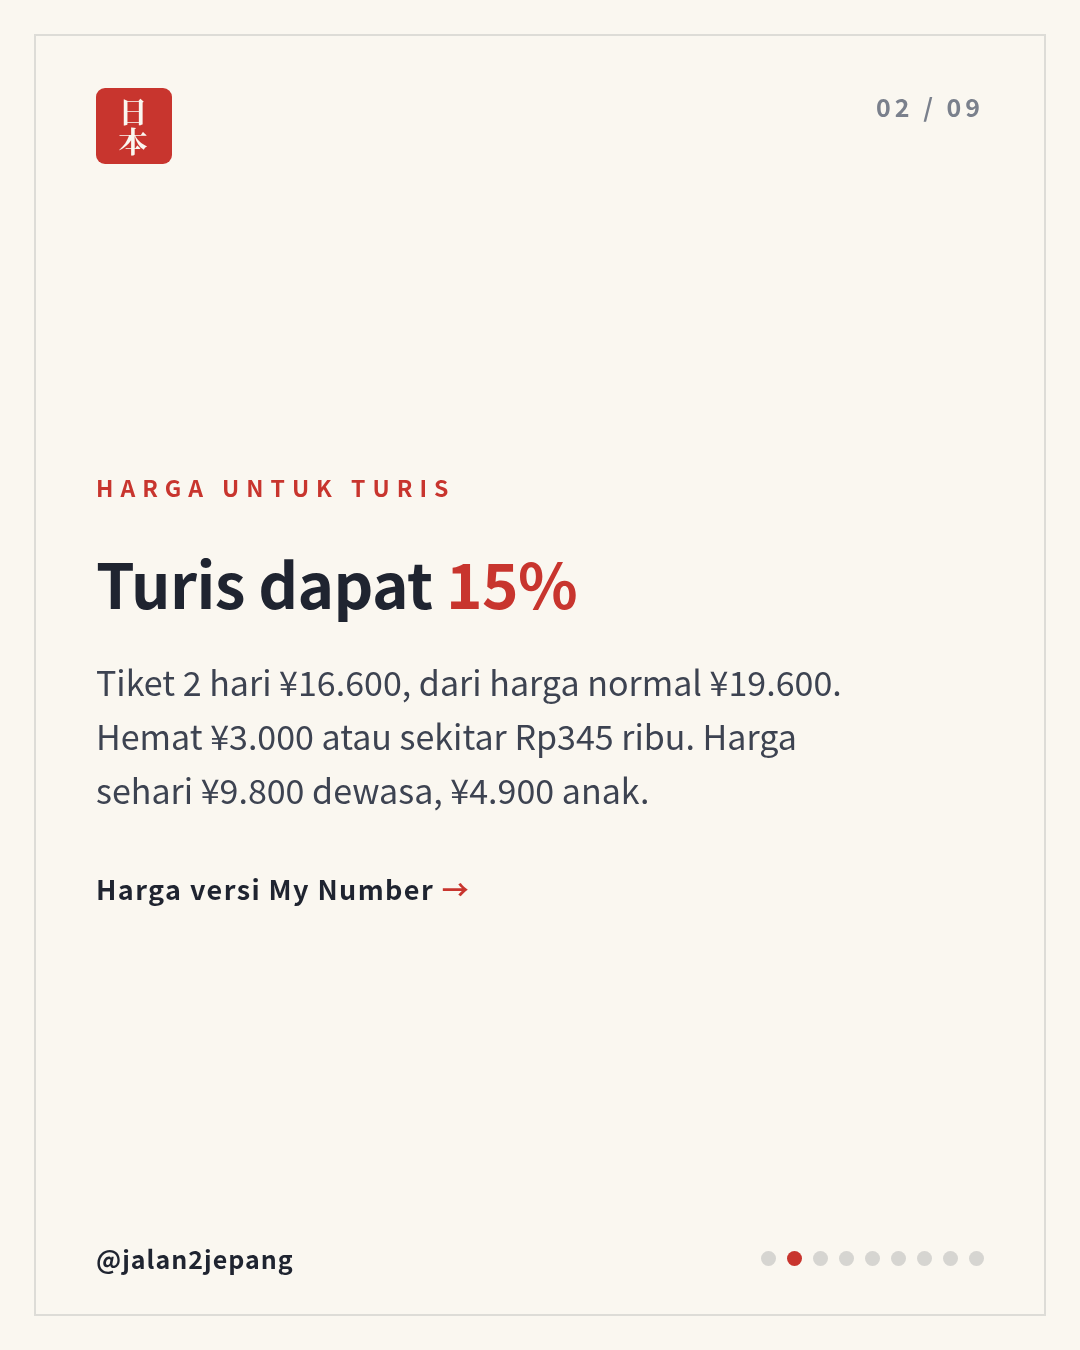 日本
02 / 09
HARGA UNTUK TURIS
Turis dapat 15%
Tiket 2 hari ¥16.600, dari harga normal ¥19.600.
Hemat ¥3.000 atau sekitar Rp345 ribu. Harga
sehari ¥9.800 dewasa, ¥4.900 anak.
Harga versi My Number →
@jalan2jepang